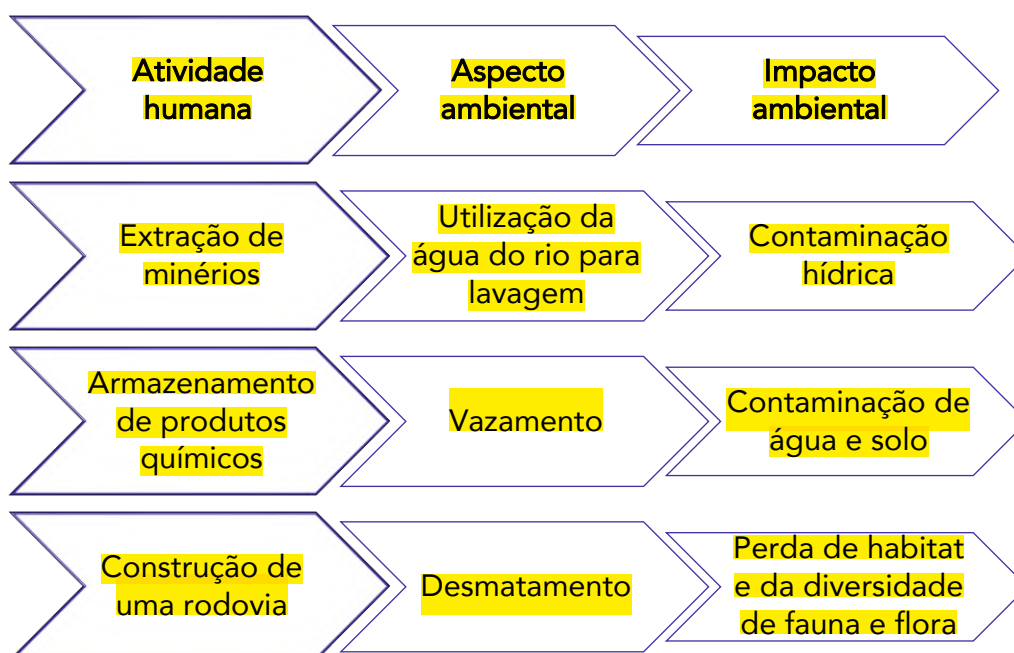 Atividade
humana
Aspecto
ambiental
Impacto
ambiental
Extração de
minérios
Utilização da
água do rio para
lavagem
Contaminação
hídrica
Armazenamento
de produtos
químicos
Vazamento
Contaminação de
água e solo
Construção de
uma rodovia
Desmatamento
Perda de habitat
e da diversidade
de fauna e flora